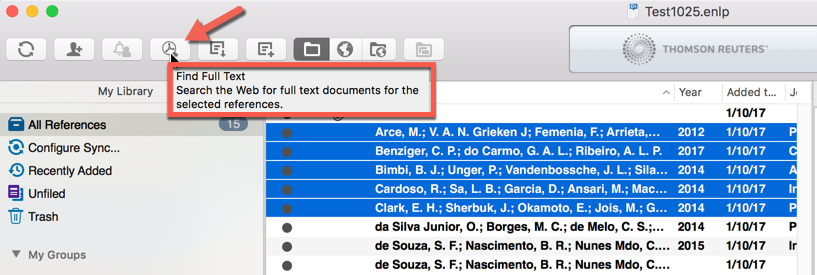 Test1025.enlp
THOMSON REUTERS™
Find Full Text
Search the Web for full text documents for the
selected references.
My Library
Year Added t...
All References 15
Configure Sync...
Recently Added
Unfiled
Trash
My Groups
1/10/17
Arce, M.; V. A. N. Grieken J; Femenia, F.; Arrieta,... 2012 1/10/17 P
Benziger, C. P.; do Carmo, G. A. L.; Ribeiro, A. L. P. 2017 1/10/17 C
Bimbi, B. J.; Unger, P.; Vandenbossche, J. L.; Sila... 2014 1/10/17 A
Cardoso, R.; Sa, L. B.; Garcia, D.; Ansari, M.; Mac... 2014 1/10/17 In
Clark, E. H.; Sherbuk, J.; Okamoto, E.; Jois, M.; G... 2014 1/10/17 P
da Silva Junior, O.; Borges, M. C.; de Melo, C. S.;... 2014 1/10/17 P
de Souza, S. F.; Nascimento, B. R.; Nunes Mdo, C.... 2015 1/10/17 In
de Souza, S. F.; Nascimento, B. R.; Nunes Mdo, C.... 1/10/17